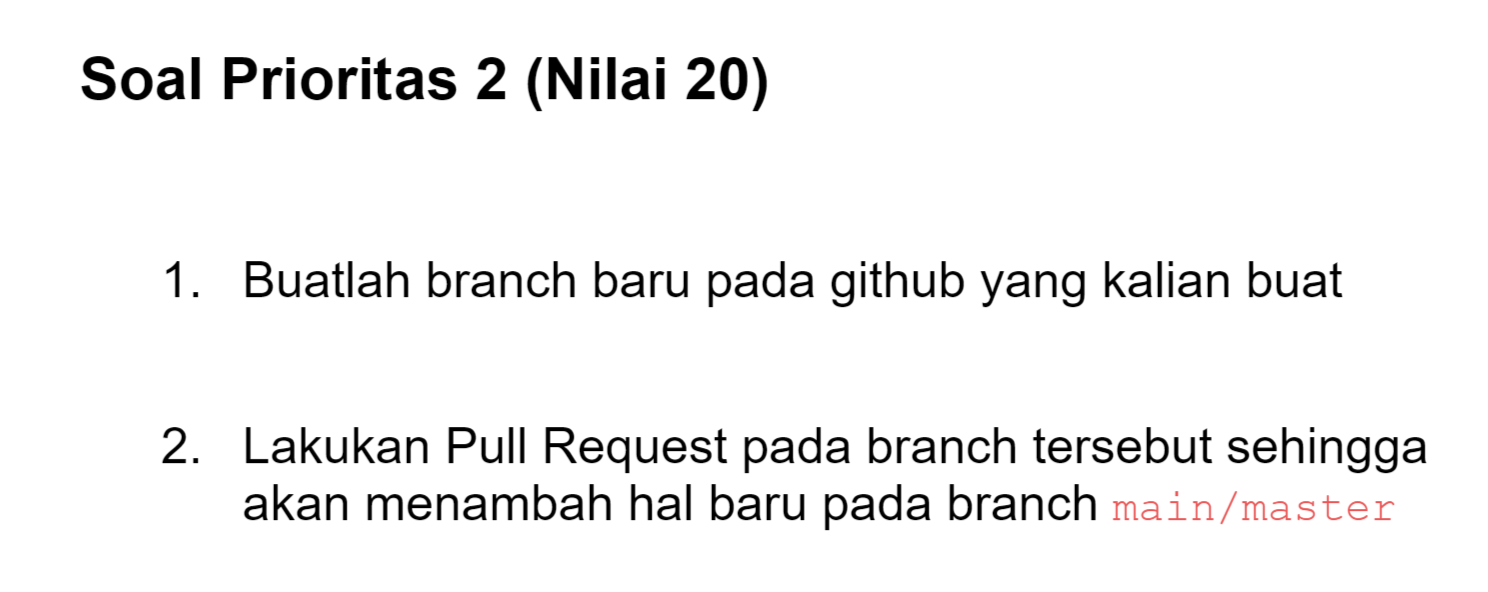 Soal Prioritas 2 (Nilai 20)
1. Buatlah branch baru pada github yang kalian buat
2. Lakukan Pull Request pada branch tersebut sehingga
akan menambah hal baru pada branch main/master